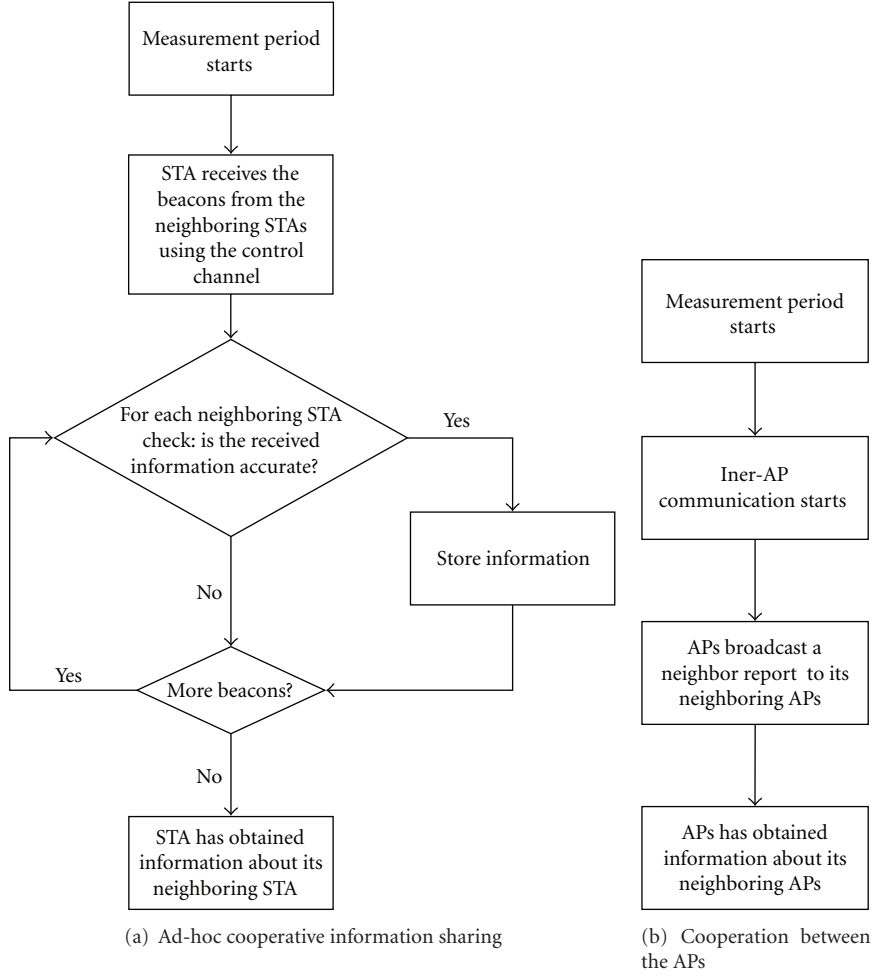 Measurement period
starts
STA receives the
beacons from the
neighboring STAs
using the control
channel
For each neighboring STA
check: is the received
information accurate?
Yes
Store information
No
Yes
More beacons?
No
STA has obtained
information about its
neighboring STA
(a) Ad-hoc cooperative information sharing
Measurement period
starts
Iner-AP
communication starts
APs broadcast a
neighbor report to its
neighboring APs
APs has obtained
information about its
neighboring APs
(b) Cooperation between
the APs